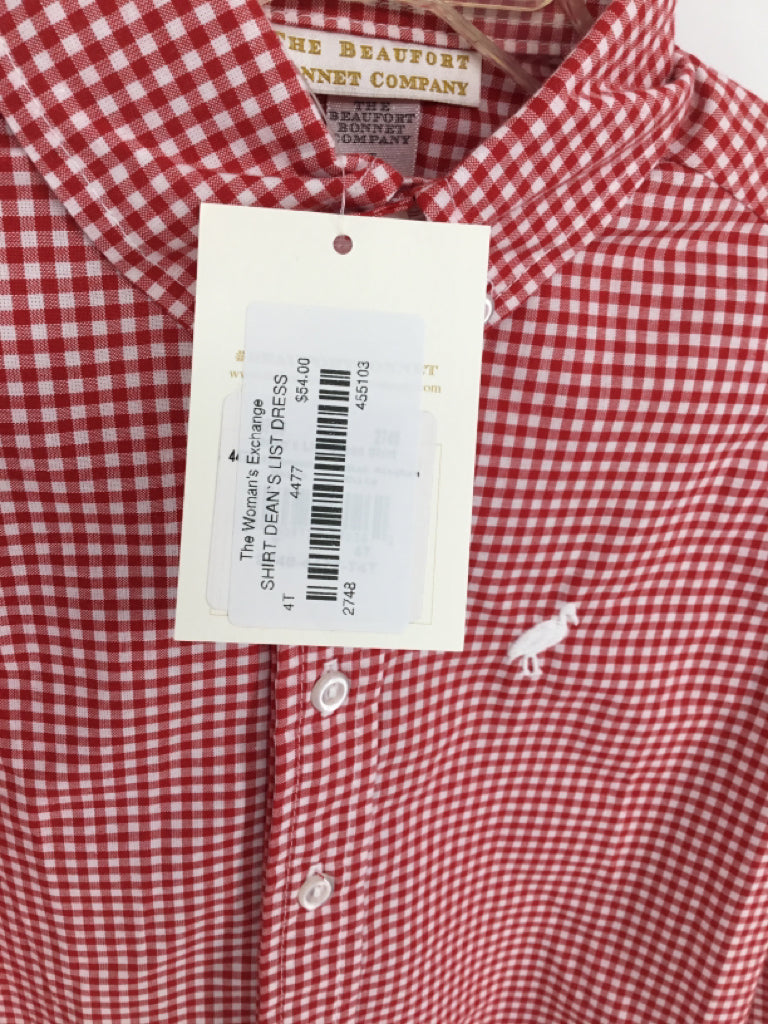 THE BEAUFORT
BONNET COMPANY
THE
BEAUFORT
BONNET
COMPANY
The Woman's Exchange
SHIRT DEAN'S LIST DRESS
4T 4477 $54.00
2748 455103